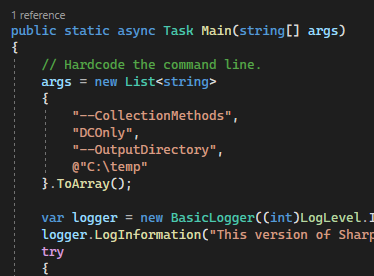 1 reference
public static async Task Main(string[] args)
{
    // Hardcode the command line.
    args = new List<string>
    {
        "--CollectionMethods",
        "DCOnly",
        "--OutputDirectory",
        @"C:\temp"
    }.ToArray();
    var logger = new BasicLogger((int)LogLevel.I
    logger.LogInformation("This version of Sharp
    try
    {